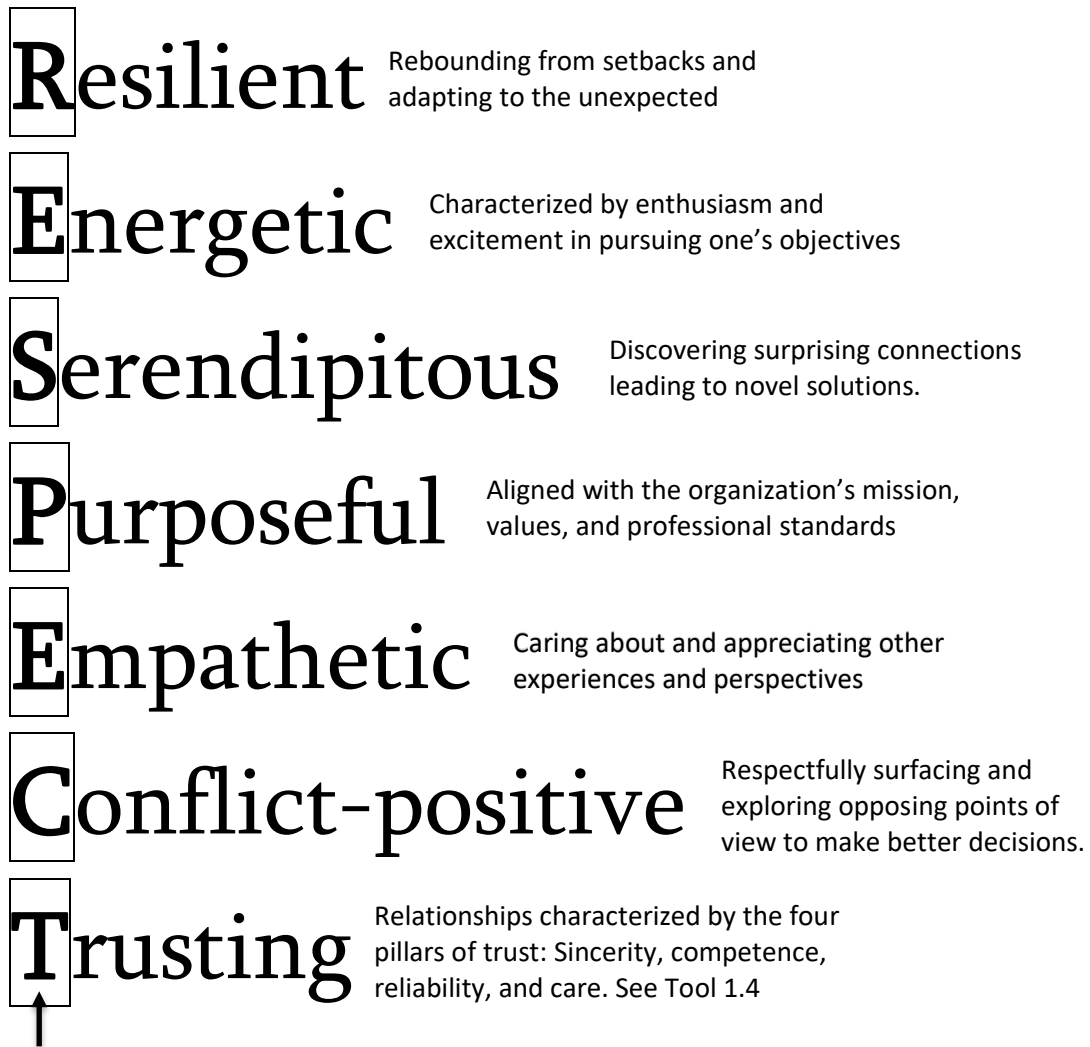 Resilient
Rebounding from setbacks and
adapting to the unexpected
Energetic
Characterized by enthusiasm and
excitement in pursuing one’s objectives
Serendipitous
Discovering surprising connections
leading to novel solutions.
Purposeful
Aligned with the organization’s mission,
values, and professional standards
Empathetic
Caring about and appreciating other
experiences and perspectives
Conflict-positive
Respectfully surfacing and
exploring opposing points of
view to make better decisions.
Trusting
Relationships characterized by the four
pillars of trust: Sincerity, competence,
reliability, and care. See Tool 1.4